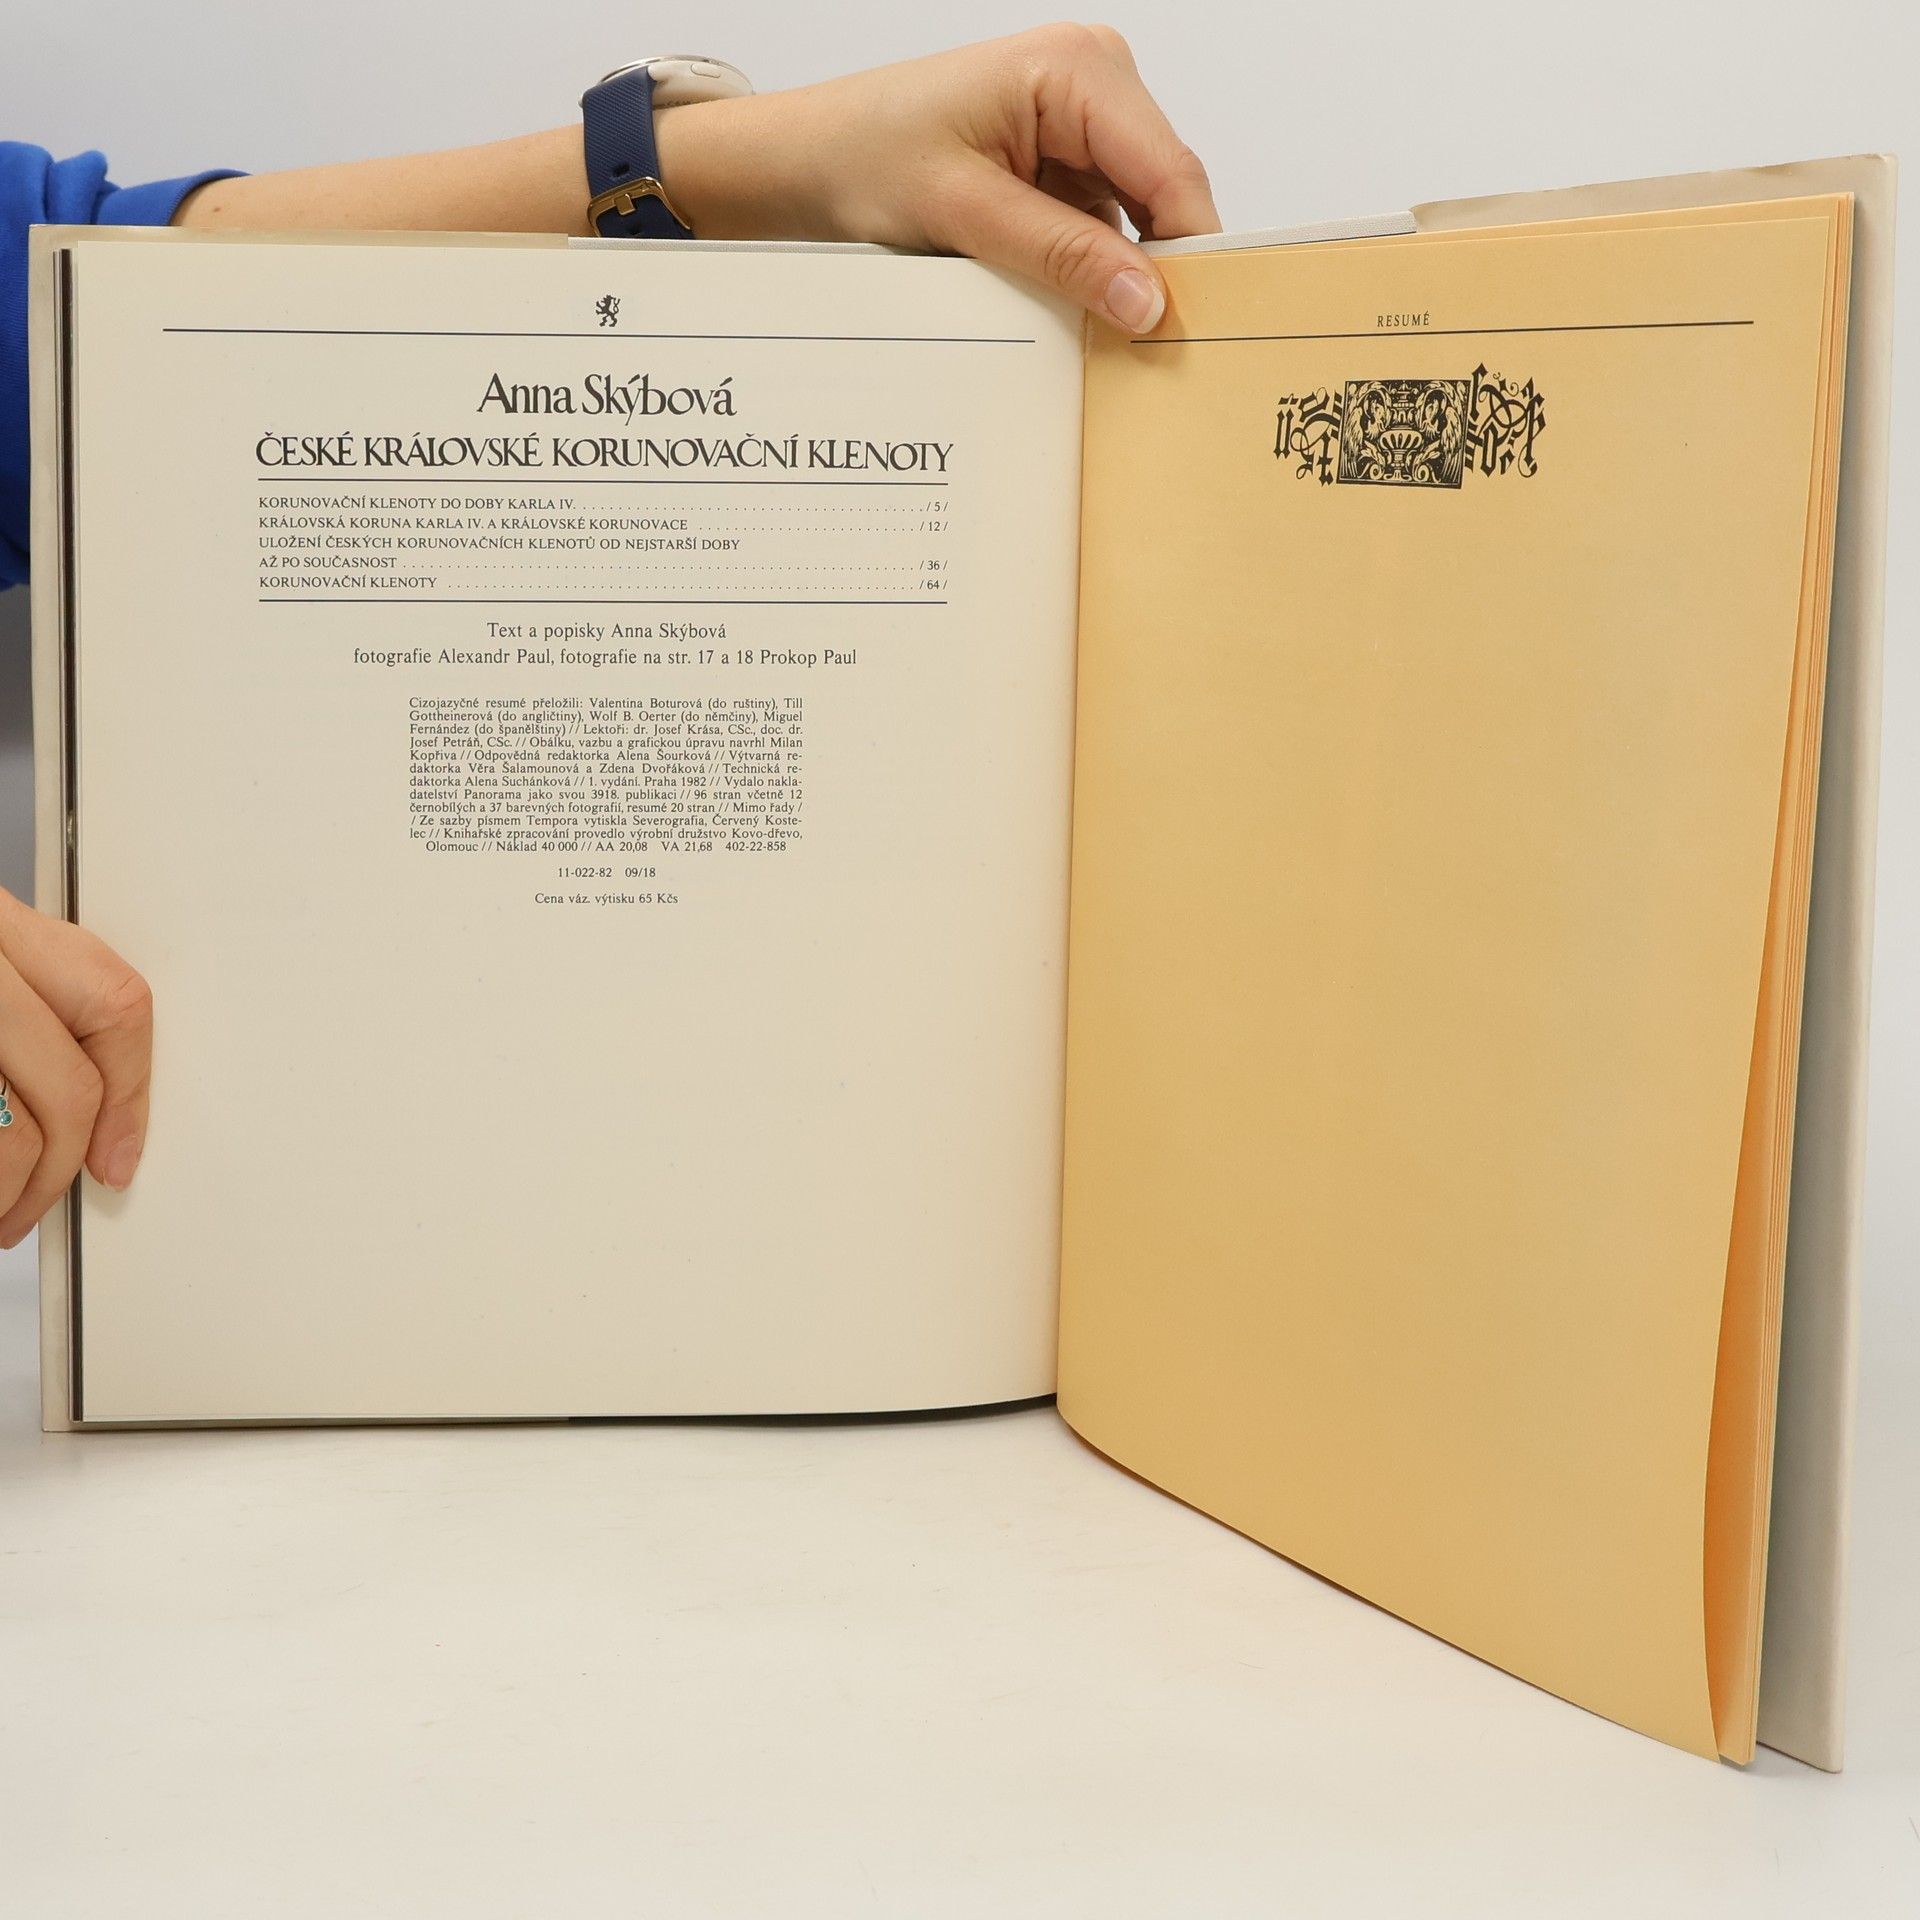 Anna Skýbová
ČESKÉ KRÁLOVSKÉ KORUNOVAČNÍ KLENOTY
KORUNOVAČNÍ KLENOTY DO DOBY KARLA IV. . . . . . . . . . . . . . . . . . . . . . . . . . . . . . / 5 /
KRÁLOVSKÁ KORUNA KARLA IV. A KRÁLOVSKÉ KORUNOVACE . . . . . . . . . . . . . . . . . . . / 12 /
ULOŽENÍ ČESKÝCH KORUNOVAČNÍCH KLENOTŮ OD NEJSTARŠÍ DOBY
AŽ PO SOUČASNOST . . . . . . . . . . . . . . . . . . . . . . . . . . . . . . . . . . . . . . . . / 36 /
KORUNOVAČNÍ KLENOTY . . . . . . . . . . . . . . . . . . . . . . . . . . . . . . . . . . . . . / 64 /
Text a popisky Anna Skýbová
fotografie Alexandr Paul, fotografie na str. 17 a 18 Prokop Paul
Cizojazyčné resumé přeložili: Valentina Boturová (do ruštiny), Till
Gottheinerová (do angličtiny), Wolf B. Oerter (do němčiny), Miguel
Fernández (do španělštiny) // Lektoři: dr. Josef Krása, CSc., doc. dr.
Josef Petráň, CSc. // Obálku, vazbu a grafickou úpravu navrhl Milan
Kopřiva // Odpovědná redaktorka Alena Šourková // Výtvarná re-
daktorka Věra Šalamounová a Zdena Dvořáková // Technická re-
daktorka Alena Suchánková // 1. vydání. Praha 1982 // Vydalo nakla-
datelství Panorama jako svou 3918. publikaci // 96 stran včetně 12
černobílých a 37 barevných fotografií, resumé 20 stran // Mimo řady /
/ Ze sazby písmem Tempora vytiskla Severografia, Červený Koste-
lec // Knihařské zpracování provedlo výrobní družstvo Kovo-dřevo,
Olomouc // Náklad 40 000 // AA 20,08 VA 21,68 402-22-858
11-022-82 09/18
Cena váz. výtisku 65 Kčs
RESUMÉ